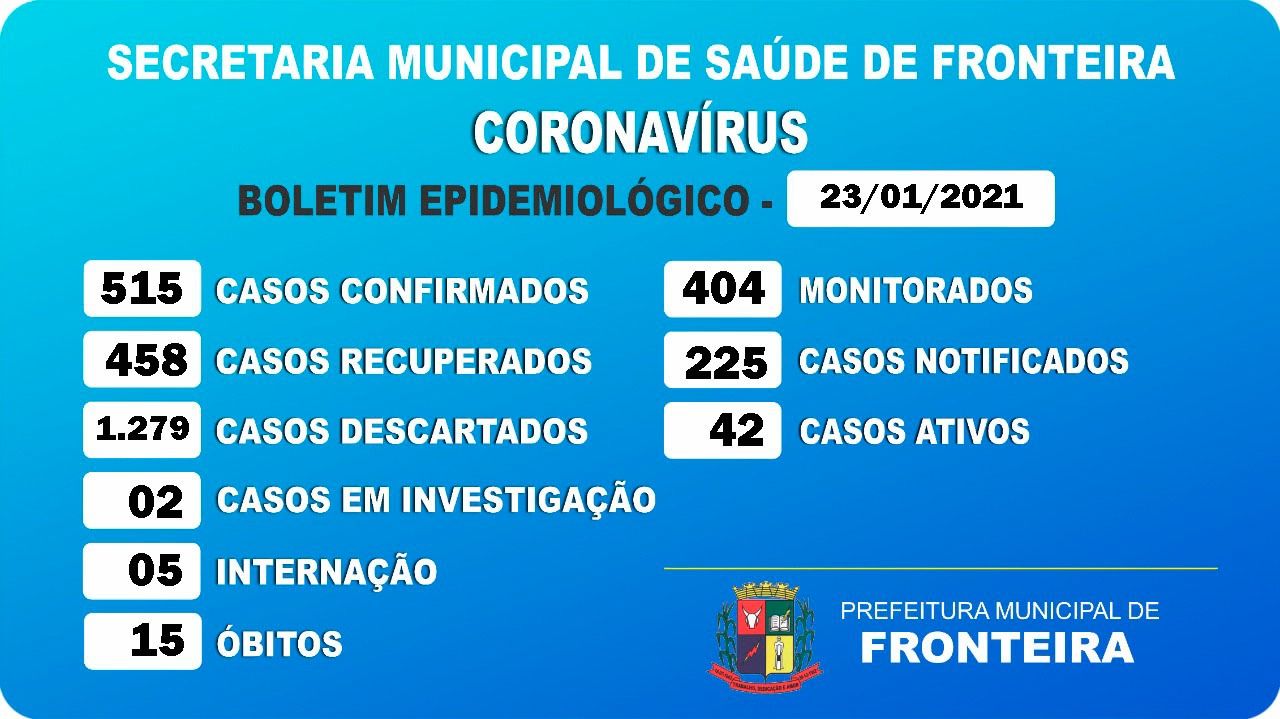 SECRETARIA MUNICIPAL DE SAÚDE DE FRONTEIRA
CORONAVÍRUS
BOLETIM EPIDEMIOLÓGICO - 23/01/2021
515 CASOS CONFIRMADOS
458 CASOS RECUPERADOS
1.279 CASOS DESCARTADOS
02 CASOS EM INVESTIGAÇÃO
05 INTERNAÇÃO
15 ÓBITOS
404 MONITORADOS
225 CASOS NOTIFICADOS
42 CASOS ATIVOS
PREFEITURA MUNICIPAL DE
FRONTEIRA